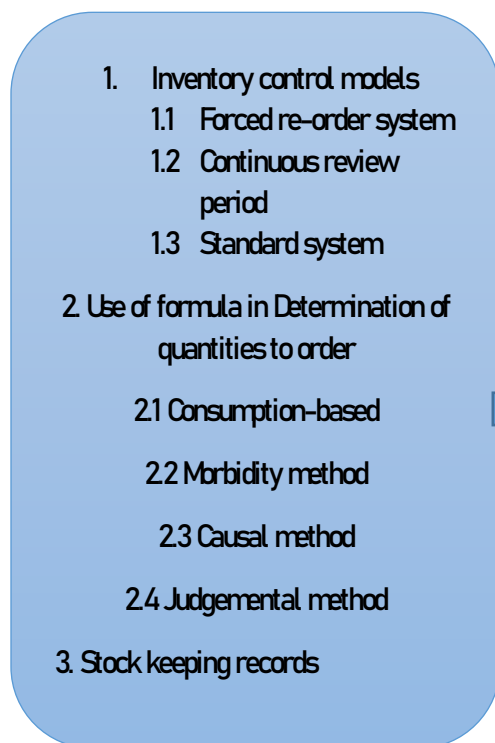 1. Inventory control models
1.1 Forced re-order system
1.2 Continuous review
period
1.3 Standard system
2. Use of formula in Determination of
quantities to order
2.1 Consumption-based
2.2 Morbidity method
2.3 Causal method
2.4 Judgemental method
3. Stock keeping records